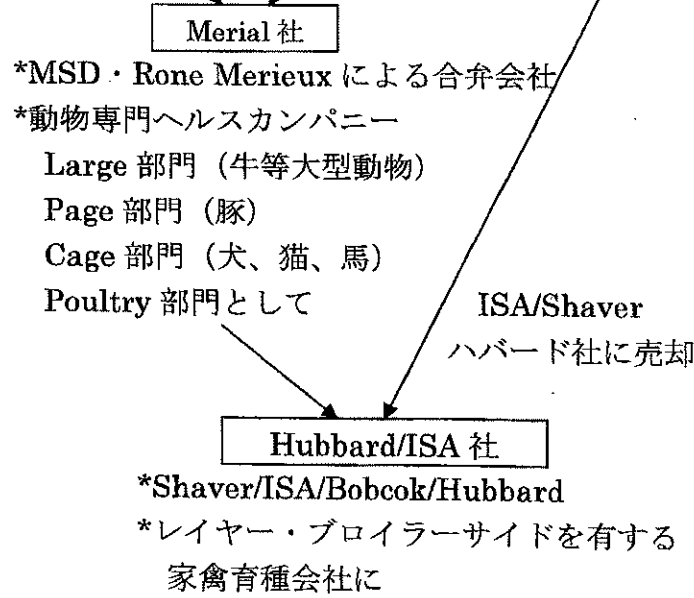 Merial 社
*MSD・Rone Merieux による合弁会社
*動物専門ヘルスカンパニー
Large 部門（牛等大型動物）
Page 部門（豚）
Cage 部門（犬、猫、馬）
Poultry 部門として
ISA/Shaver
ハバード社に売却
Hubbard/ISA 社
*Shaver/ISA/Bobcok/Hubbard
*レイヤー・ブロイラーサイドを有する
家禽育種会社に